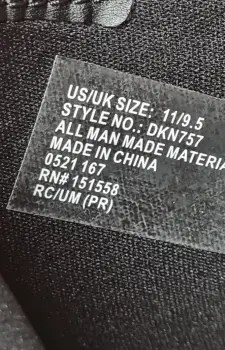 US/UK SIZE: 11/9.5
STYLE NO.: DKN757
ALL MAN MADE MATERIA
MADE IN CHINA
0521 167
RN# 151558
RC/UM (PR)